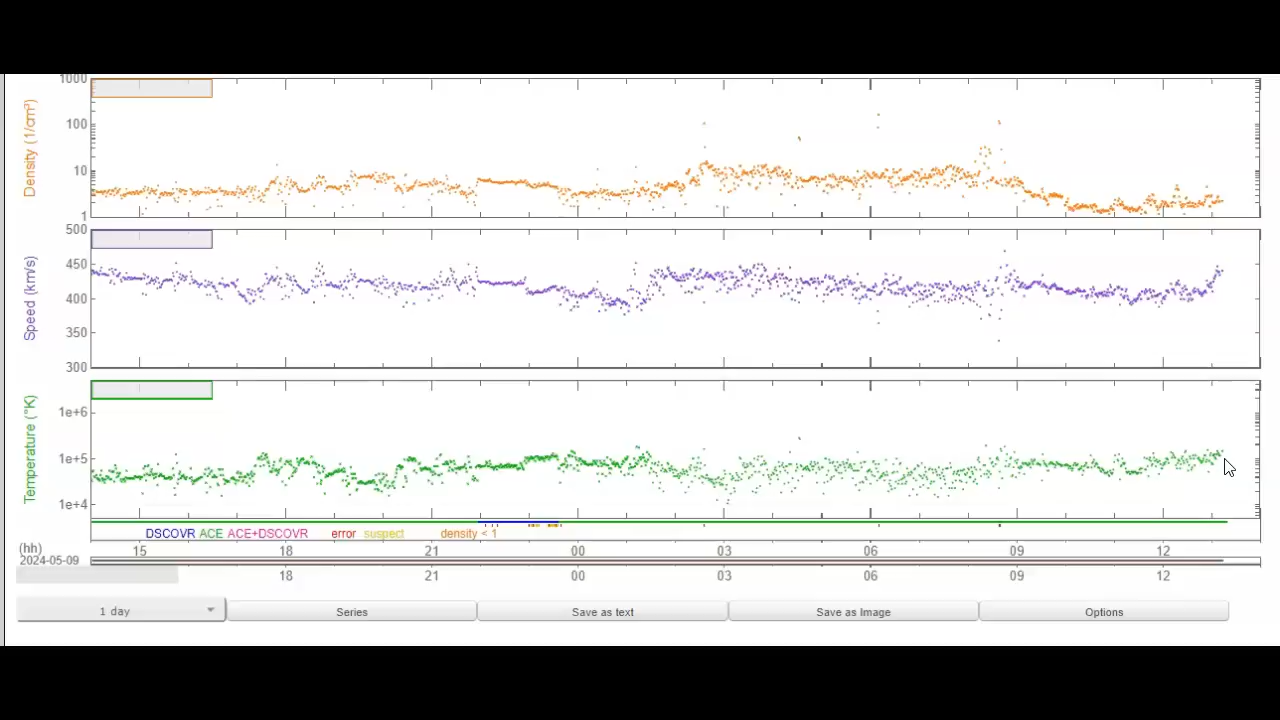 1000
100
10
1
Density (1/cm³)
500
450
400
350
300
Speed (km/s)
1e+6
1e+5
1e+4
Temperature (°K)
DSCOVR ACE ACE+DSCOVR error suspect density < 1
(hh) 15 18 21 00 03 06 09 12
2024-05-09
18 21 00 03 06 09 12
1 day Series Save as text Save as Image Options